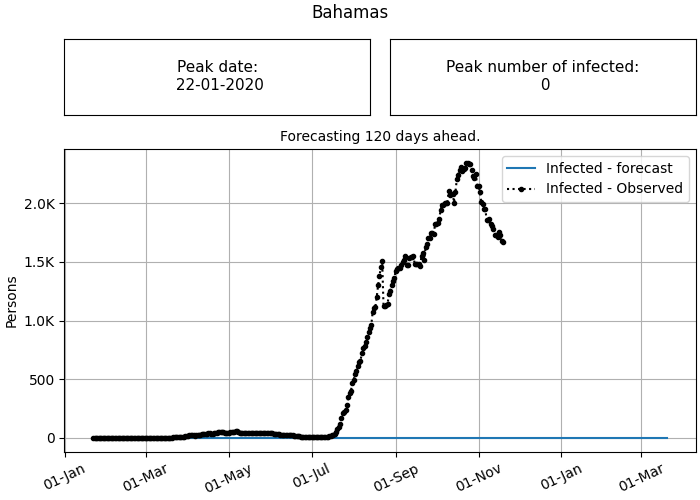 Bahamas
Peak date:
22-01-2020
Peak number of infected:
0
Forecasting 120 days ahead.
Infected - forecast
Infected - Observed
Persons
2.0K
1.5K
1.0K
500
0
01-Jan
01-Mar
01-May
01-Jul
01-Sep
01-Nov
01-Jan
01-Mar